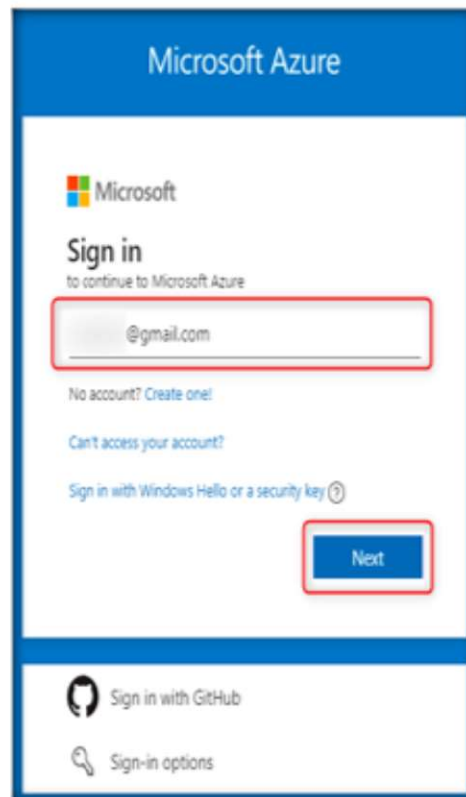 Microsoft Azure
Microsoft
Sign in
to continue to Microsoft Azure
@gmail.com
No account? Create one!
Can't access your account?
Sign in with Windows Hello or a security key ?
Next
Sign in with GitHub
Sign-in options